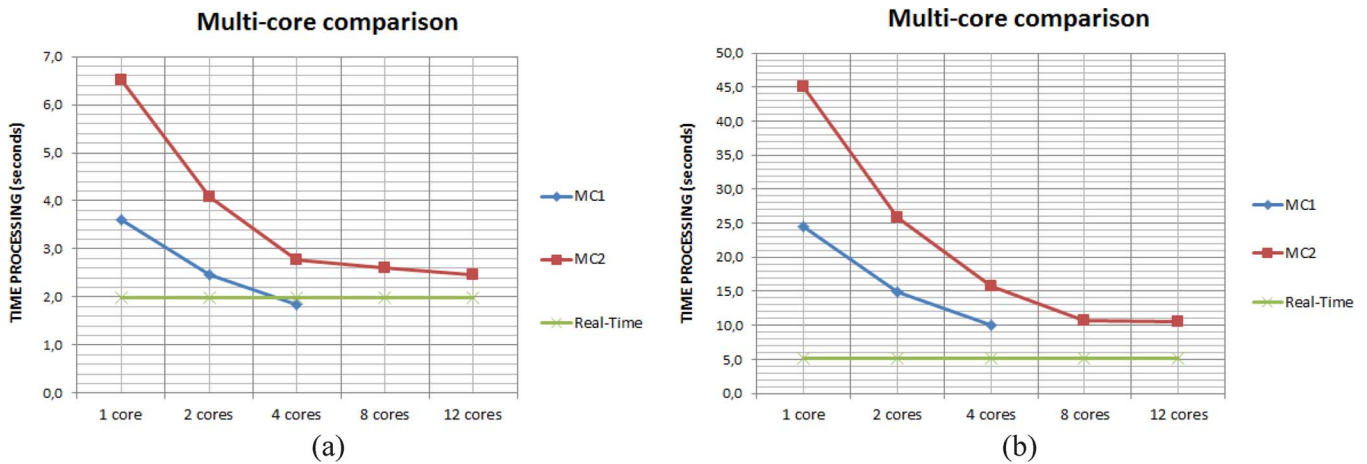 Multi-core comparison
TIME PROCESSING (seconds)
7,0
6,0
5,0
4,0
3,0
2,0
1,0
0,0
1 core
2 cores
4 cores
8 cores
12 cores
MC1
MC2
Real-Time
(a)
Multi-core comparison
TIME PROCESSING (seconds)
50,0
45,0
40,0
35,0
30,0
25,0
20,0
15,0
10,0
5,0
0,0
1 core
2 cores
4 cores
8 cores
12 cores
MC1
MC2
Real-Time
(b)